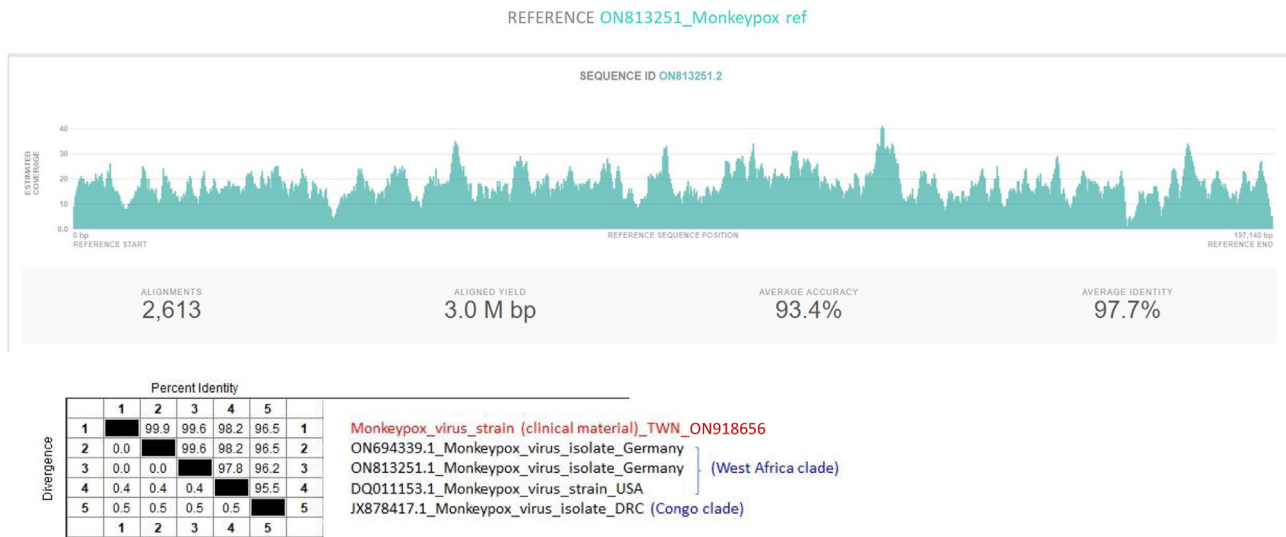 REFERENCE ON813251_Monkeypox ref
SEQUENCE ID ON813251.2
ESTIMATED
COVERAGE
40
30
20
10
0.0
0 bp
REFERENCE START
REFERENCE SEQUENCE POSITION
197,140 bp
REFERENCE END
ALIGNMENTS
2,613
ALIGNED YIELD
3.0 M bp
AVERAGE ACCURACY
93.4%
AVERAGE IDENTITY
97.7%
Percent Identity
Divergence
1 2 3 4 5
1 99.9 99.6 98.2 96.5 1 Monkeypox_virus_strain (clinical material)_TWN_ON918656
2 0.0 99.6 98.2 96.5 2 ON694339.1_Monkeypox_virus_isolate_Germany
3 0.0 0.0 97.8 96.2 3 ON813251.1_Monkeypox_virus_isolate_Germany (West Africa clade)
4 0.4 0.4 0.4 95.5 4 DQ011153.1_Monkeypox_virus_strain_USA
5 0.5 0.5 0.5 0.5 5 JX878417.1_Monkeypox_virus_isolate_DRC (Congo clade)
1 2 3 4 5